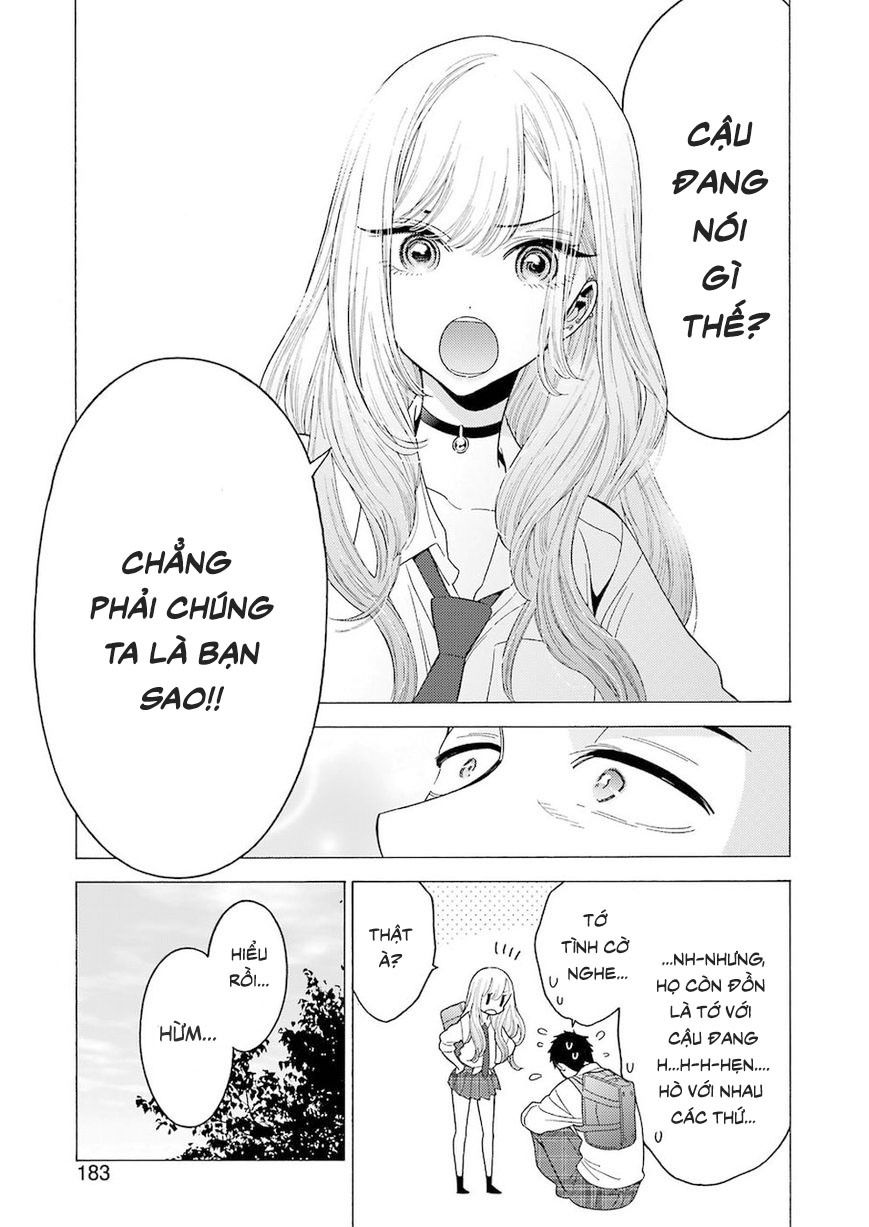 CẬU
ĐANG
NÓI
GÌ
THẾ?
CHẲNG
PHẢI CHÚNG
TA LÀ BẠN
SAO!!
...NH-NHƯNG,
HỌ CÒN ĐỒN
LÀ TỚ VỚI
CẬU ĐANG
H...H-H-HẸN....
HÒ VỚI NHAU
CÁC THỨ...
TỚ
TÌNH CỜ
NGHE...
THẬT
À?
HIỂU
RỒI...
HỪM...
183